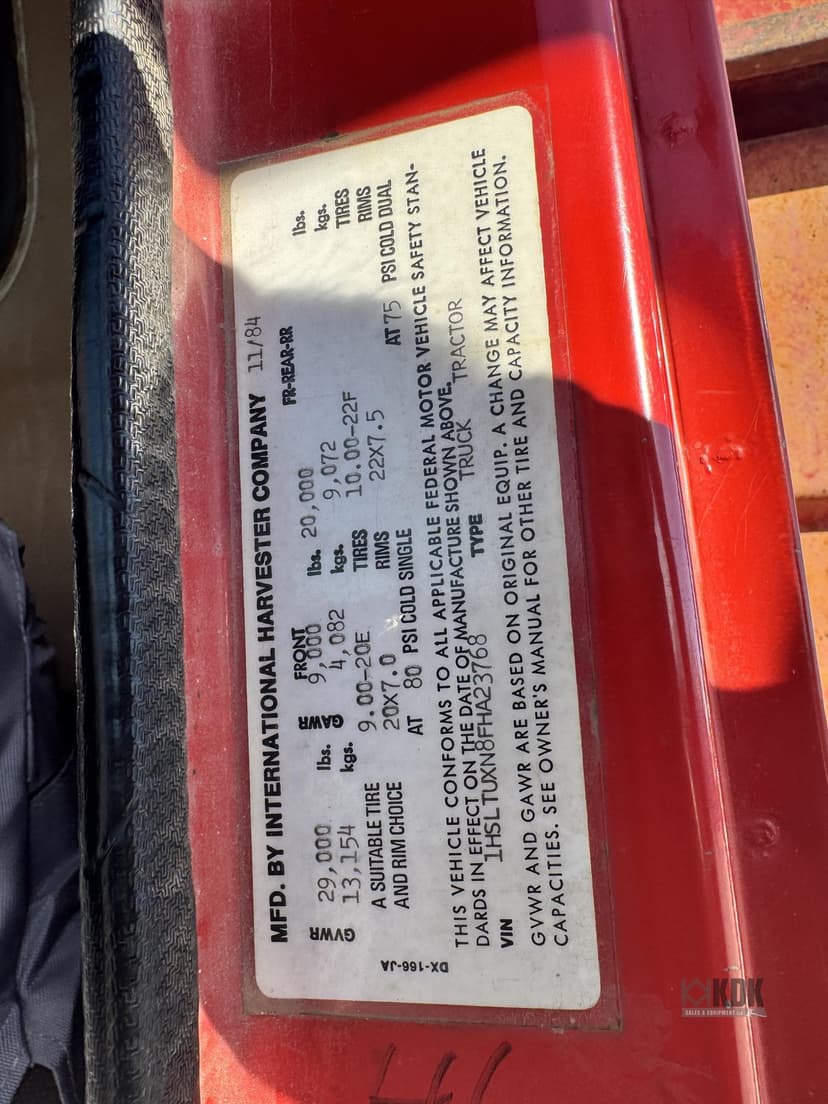 MFD. BY INTERNATIONAL HARVESTER COMPANY 11/84
FRONT FR-REAR-RR
GVWR 29,000 lbs. GAWR 9,000 lbs. 20,000 lbs.
13,154 kgs. 4,082 kgs. 9,072 kgs.
A SUITABLE TIRE 9.00-20E TIRES 10.00-22F TIRES
AND RIM CHOICE 20X7.0 RIMS 22X7.5 RIMS
AT 80 PSI COLD SINGLE AT 75 PSI COLD DUAL
THIS VEHICLE CONFORMS TO ALL APPLICABLE FEDERAL MOTOR VEHICLE SAFETY STAN-
DARDS IN EFFECT ON THE DATE OF MANUFACTURE SHOWN ABOVE.
VIN 1HSLTUXN8FHA23768 TYPE TRUCK TRACTOR
GVWR AND GAWR ARE BASED ON ORIGINAL EQUIP. A CHANGE MAY AFFECT VEHICLE
CAPACITIES. SEE OWNER'S MANUAL FOR OTHER TIRE AND CAPACITY INFORMATION.
DX-166-JA
KDK
SALES & EQUIPMENT